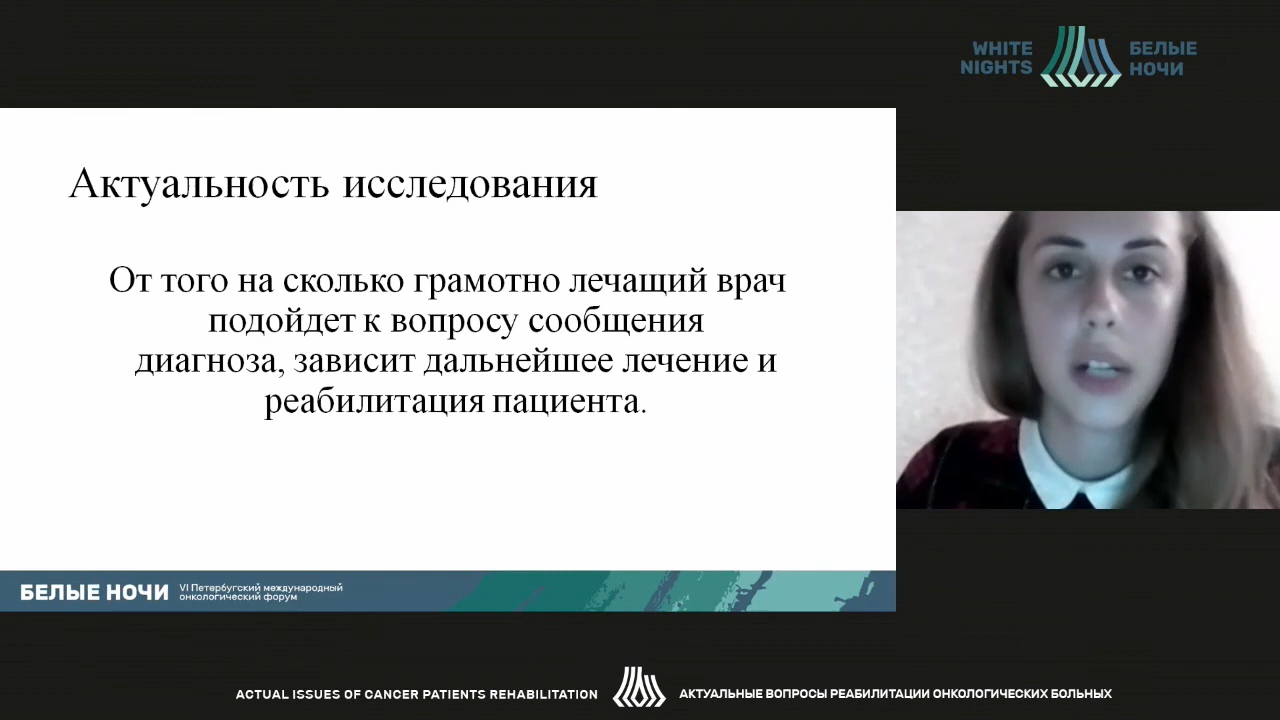 WHITE
NIGHTS
БЕЛЫЕ
НОЧИ
Актуальность исследования
От того на сколько грамотно лечащий врач
подойдет к вопросу сообщения
диагноза, зависит дальнейшее лечение и
реабилитация пациента.
БЕЛЫЕ НОЧИ
VI Петербугский международный
онкологический форум
ACTUAL ISSUES OF CANCER PATIENTS REHABILITATION
АКТУАЛЬНЫЕ ВОПРОСЫ РЕАБИЛИТАЦИИ ОНКОЛОГИЧЕСКИХ БОЛЬНЫХ